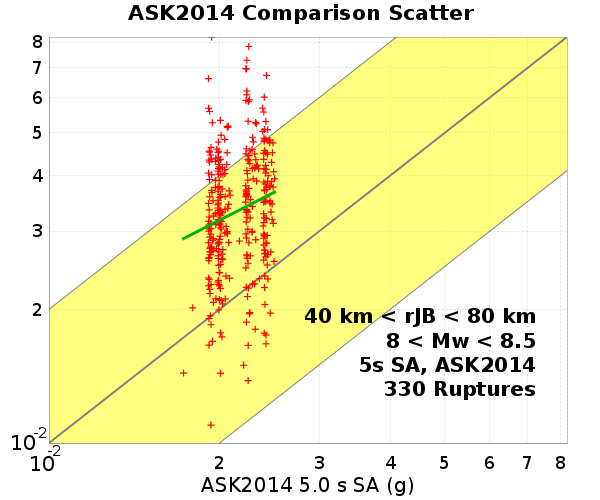 ASK2014 Comparison Scatter
8
7
6
5
4
3
2
10-2
40 km < rJB < 80 km
8 < Mw < 8.5
5s SA, ASK2014
330 Ruptures
10-2 2 3 4 5 6 7 8
ASK2014 5.0 s SA (g)